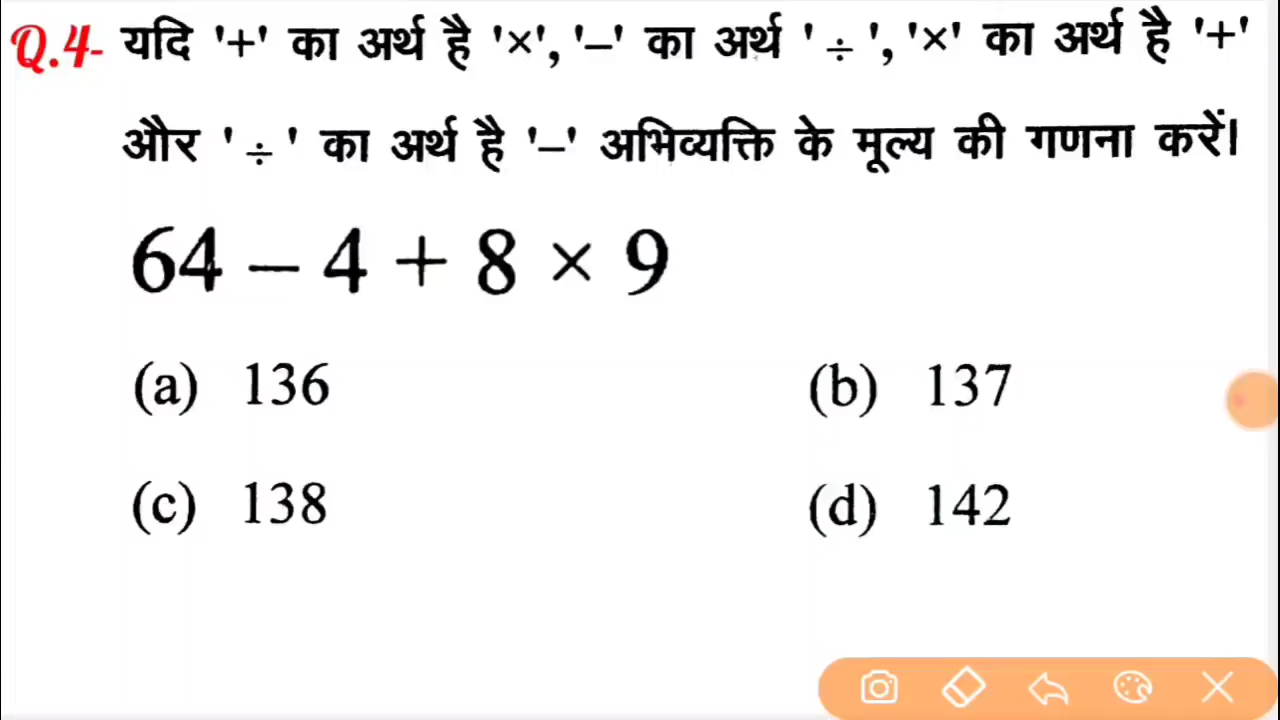 Q.4- यदि '+' का अर्थ है '×', '–' का अर्थ ' ÷ ', '×' का अर्थ है '+'
और ' ÷ ' का अर्थ है '–' अभिव्यक्ति के मूल्य की गणना करें।
64 – 4 + 8 × 9
(a) 136 (b) 137
(c) 138 (d) 142